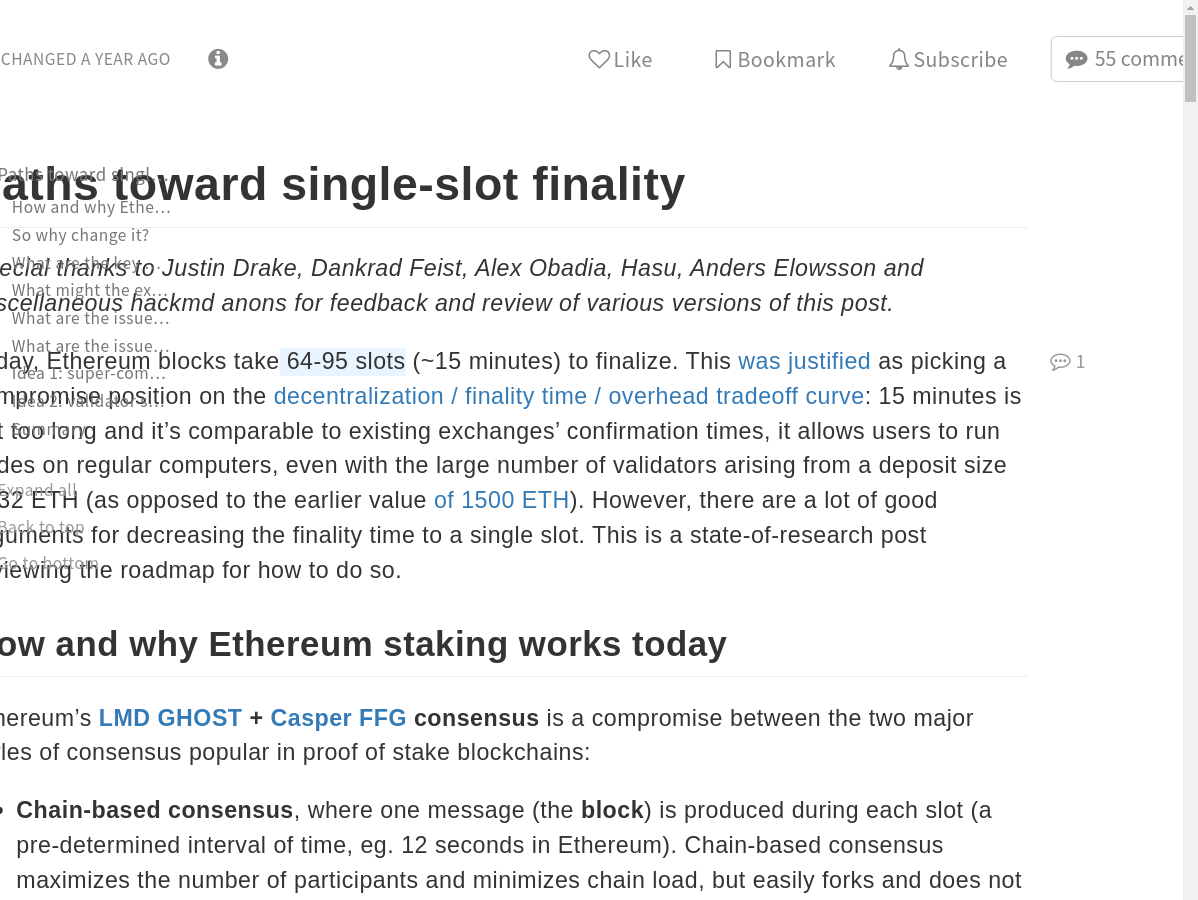 CHANGED A YEAR AGO
Like
Bookmark
Subscribe
55 comme
Paths toward singl…
How and why Ethe…
So why change it?
What are the key …
What might the ex…
What are the issue…
What are the issue…
Idea 1: super-com…
Idea 2: validator s…
Summary
Expand all
Back to top
Go to bottom
aths toward single-slot finality
ecial thanks to Justin Drake, Dankrad Feist, Alex Obadia, Hasu, Anders Elowsson and
scellaneous hackmd anons for feedback and review of various versions of this post.
day, Ethereum blocks take 64-95 slots (~15 minutes) to finalize. This was justified as picking a
1
mpromise position on the decentralization / finality time / overhead tradeoff curve: 15 minutes is
t too long and it’s comparable to existing exchanges’ confirmation times, it allows users to run
des on regular computers, even with the large number of validators arising from a deposit size
32 ETH (as opposed to the earlier value of 1500 ETH). However, there are a lot of good
guments for decreasing the finality time to a single slot. This is a state-of-research post
viewing the roadmap for how to do so.
ow and why Ethereum staking works today
hereum’s LMD GHOST + Casper FFG consensus is a compromise between the two major
les of consensus popular in proof of stake blockchains:
• Chain-based consensus, where one message (the block) is produced during each slot (a
pre-determined interval of time, eg. 12 seconds in Ethereum). Chain-based consensus
maximizes the number of participants and minimizes chain load, but easily forks and does not